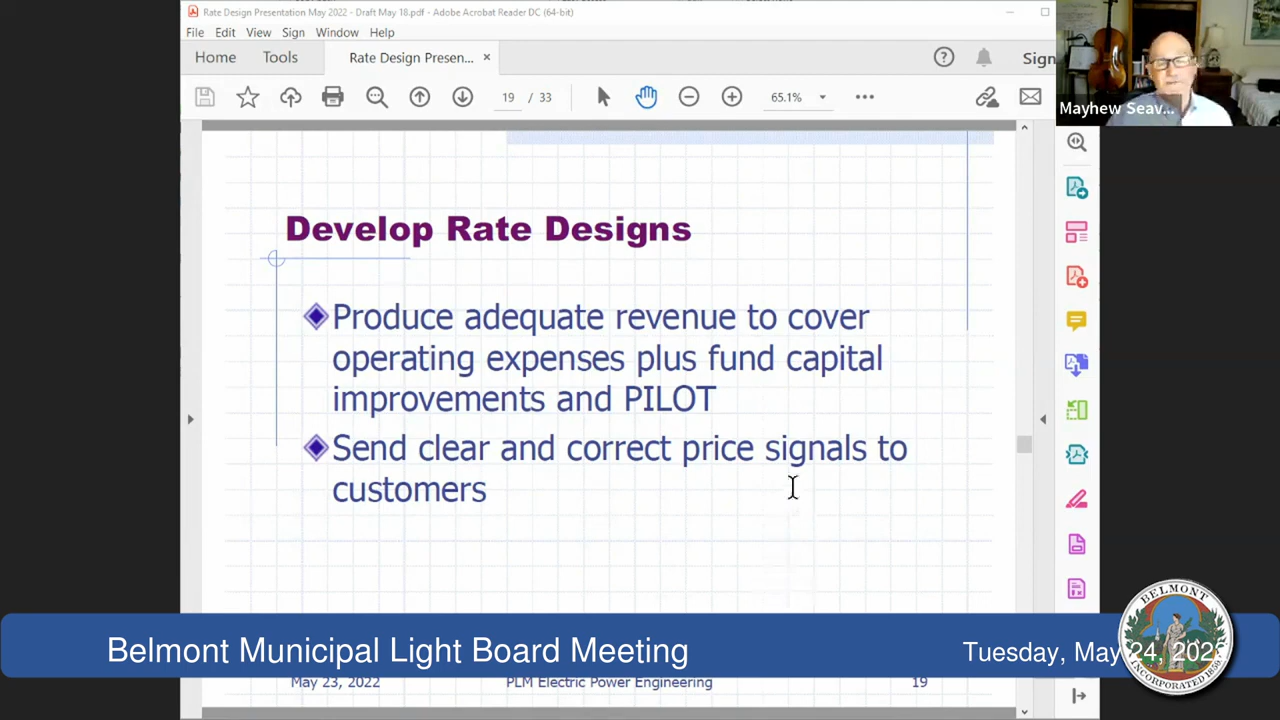 Rate Design Presentation May 2022 - Draft May 18.pdf - Adobe Acrobat Reader DC (64-bit)
File Edit View Sign Window Help
Home Tools Rate Design Presen... × Sign
19 / 33 65.1%
Mayhew Seav...
Develop Rate Designs
Produce adequate revenue to cover
operating expenses plus fund capital
improvements and PILOT
Send clear and correct price signals to
customers
Belmont Municipal Light Board Meeting
Tuesday, May 24, 202
BELMONT
INCORPORATED 1859
May 23, 2022 PLM Electric Power Engineering 19